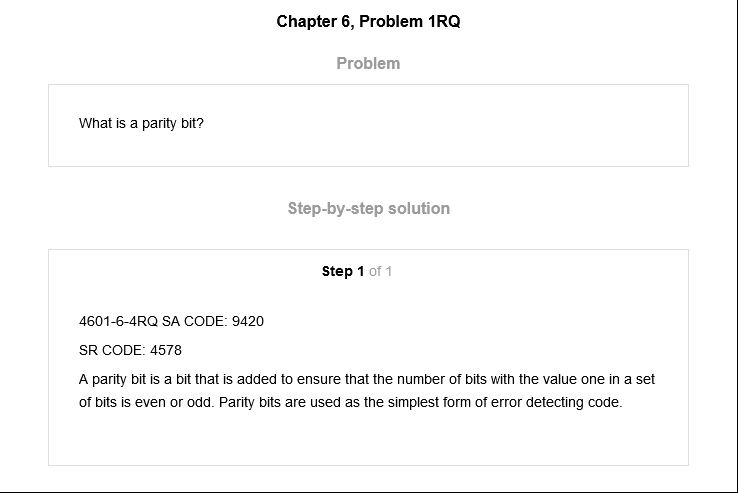 Chapter 6, Problem 1RQ
Problem
What is a parity bit?
Step-by-step solution
Step 1 of 1
4601-6-4RQ SA CODE: 9420
SR CODE: 4578
A parity bit is a bit that is added to ensure that the number of bits with the value one in a set
of bits is even or odd. Parity bits are used as the simplest form of error detecting code.